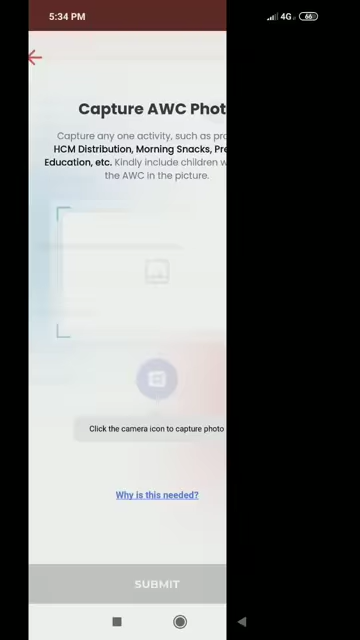 5:34 PM 4G 66
Capture AWC Phot
Capture any one activity, such as pr
HCM Distribution, Morning Snacks, Pre
Education, etc. Kindly include children w
the AWC in the picture.
Click the camera icon to capture photo
Why is this needed?
SUBMIT